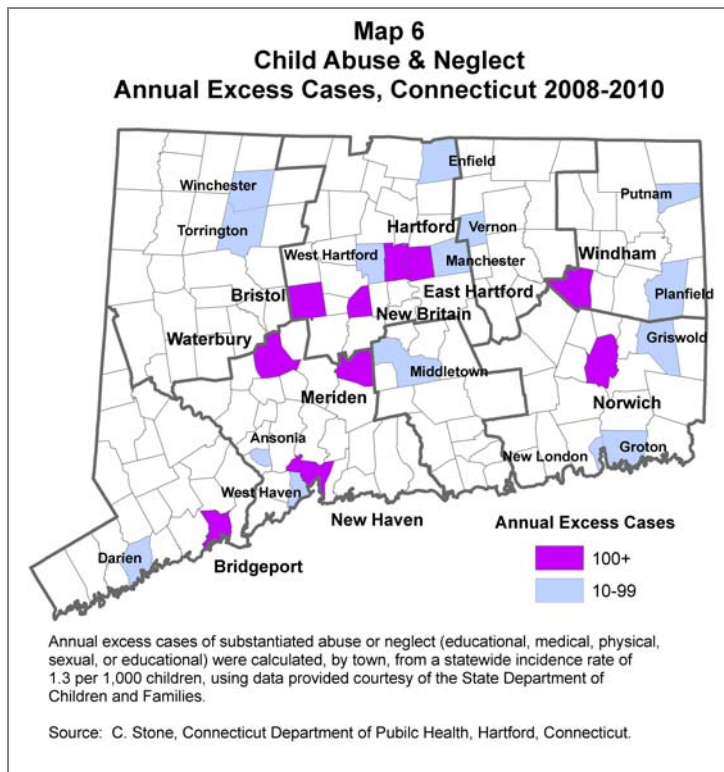 Map 6
Child Abuse & Neglect
Annual Excess Cases, Connecticut 2008-2010
Enfield
Winchester
Putnam
Hartford
Vernon
Torrington
West Hartford
Windham
Manchester
Bristol
East Hartford
Planfield
New Britain
Waterbury
Griswold
Middletown
Meriden
Norwich
Ansonia
Groton
New London
West Haven
New Haven
Annual Excess Cases
100+
Darien
Bridgeport
10-99
Annual excess cases of substantiated abuse or neglect (educational, medical, physical,
sexual, or educational) were calculated, by town, from a statewide incidence rate of
1.3 per 1,000 children, using data provided courtesy of the State Department of
Children and Families.
Source: C. Stone, Connecticut Department of Pubilc Health, Hartford, Connecticut.